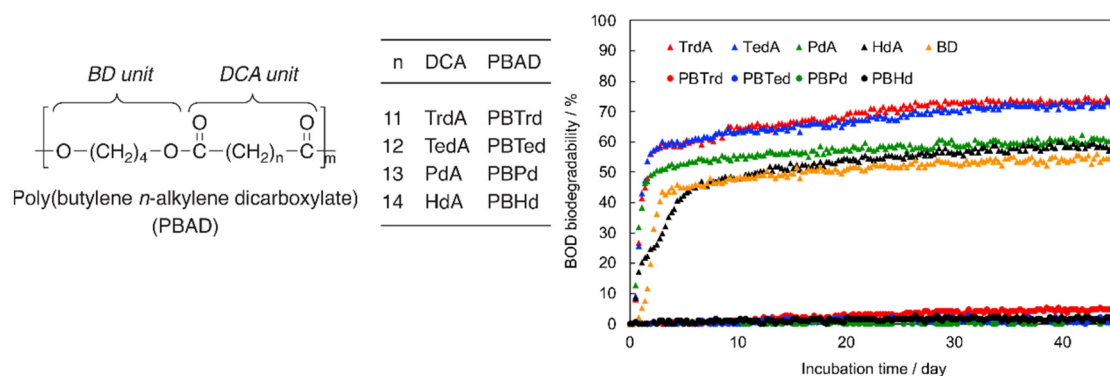 BD unit DCA unit
O O
O–(CH2)4–O–C–(CH2)n–C
m
Poly(butylene n-alkylene dicarboxylate)
(PBAD)
n DCA PBAD
11 TrdA PBTrd
12 TedA PBTed
13 PdA PBPd
14 HdA PBHd
BOD biodegradability / %
100
90
80
70
60
50
40
30
20
10
0
TrdA TedA PdA HdA BD
PBTrd PBTed PBPd PBHd
0 10 20 30 40
Incubation time / day